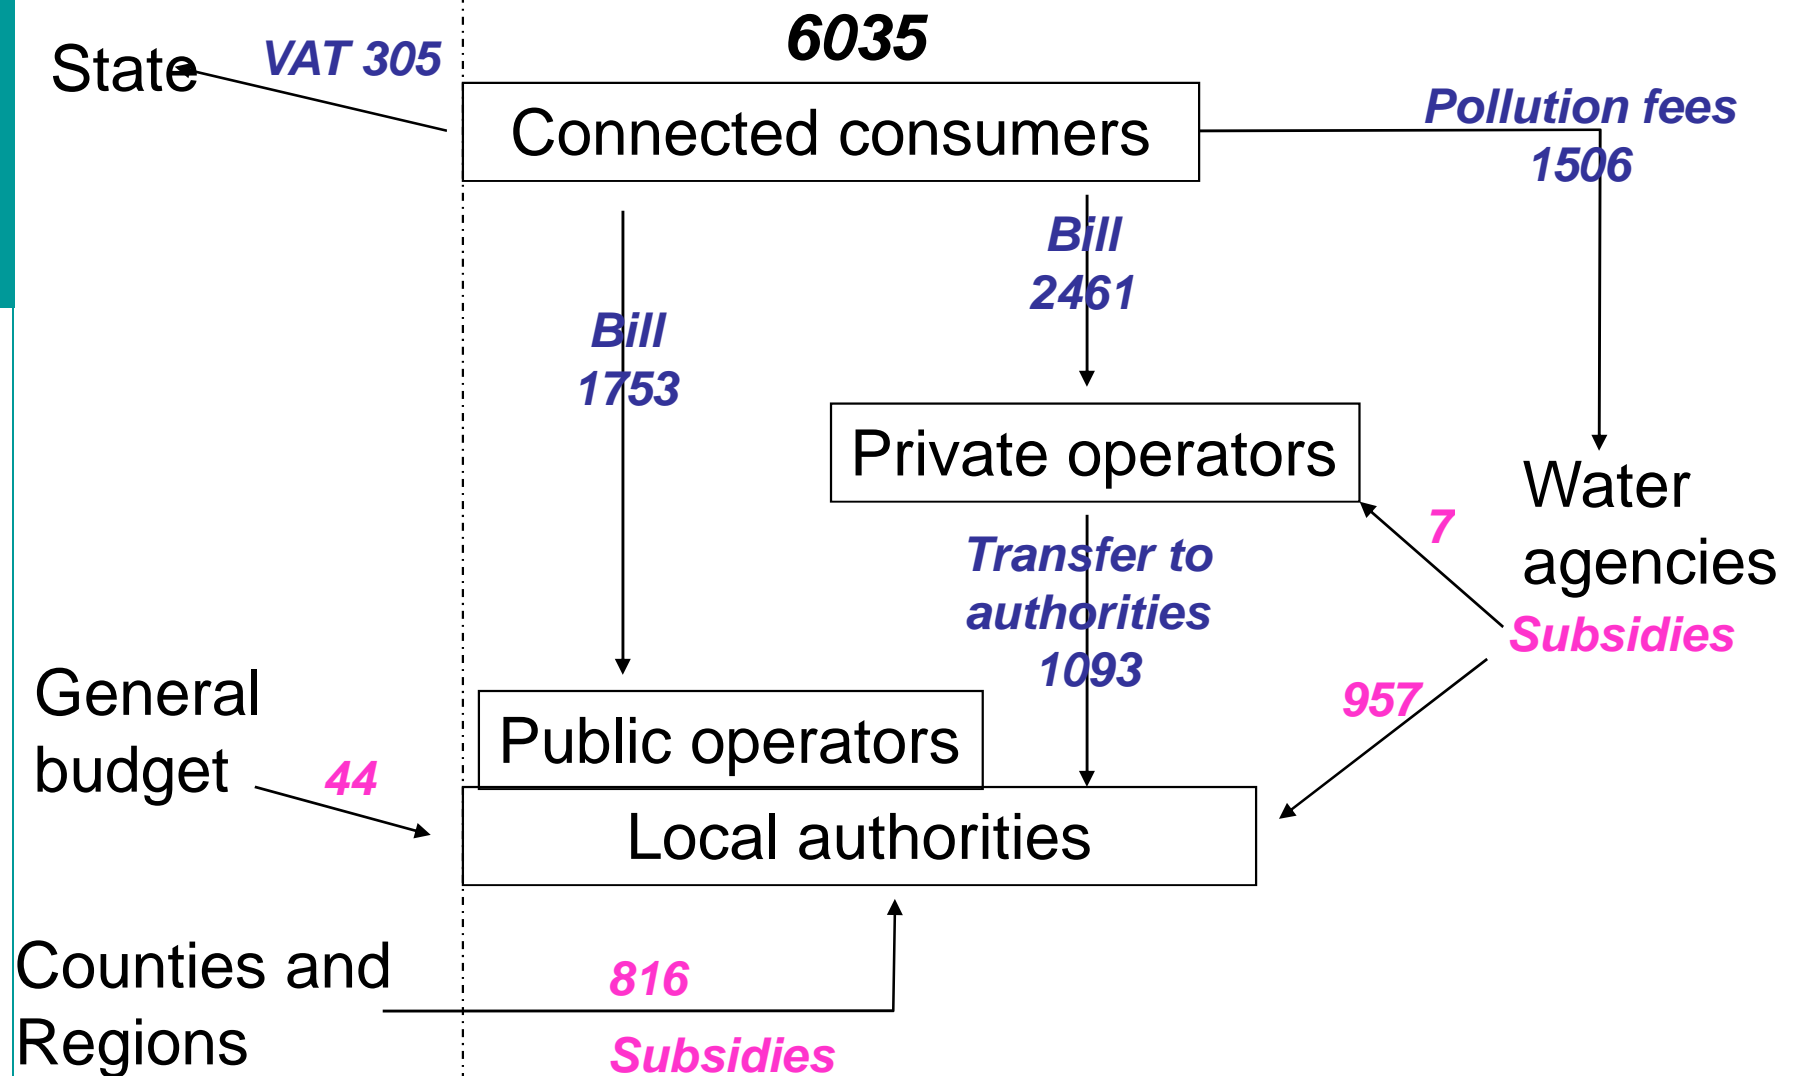 6035
State
VAT 305
Connected consumers
Pollution fees
1506
Bill
2461
Bill
1753
Private operators
Water
agencies
7
Transfer to
authorities
1093
Subsidies
957
General
budget
44
Public operators
Local authorities
Counties and
Regions
816
Subsidies